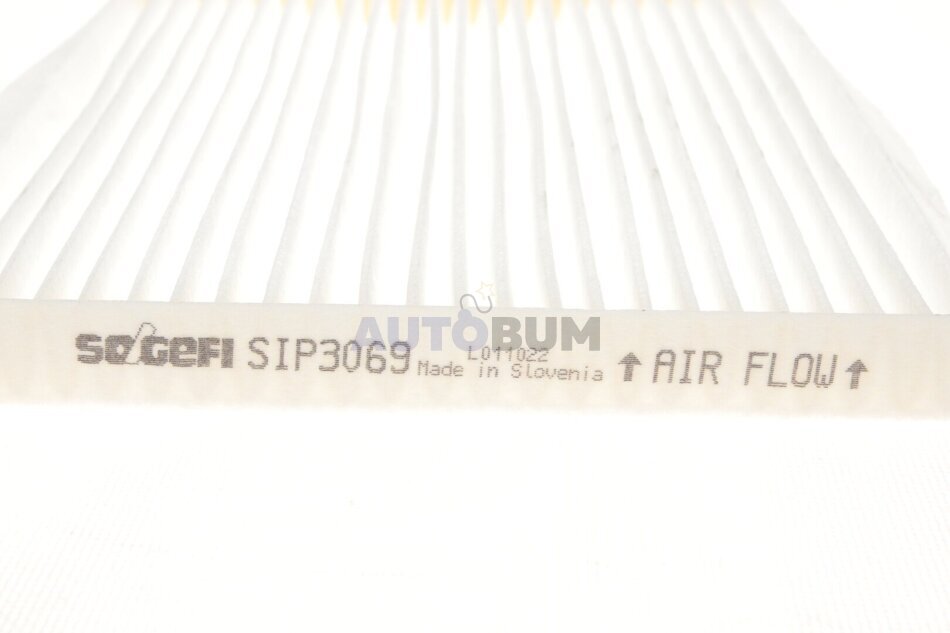 SOGEFI SIP3069 L011022
Made in Slovenia ↑ AIR FLOW ↑
AUTOBUM